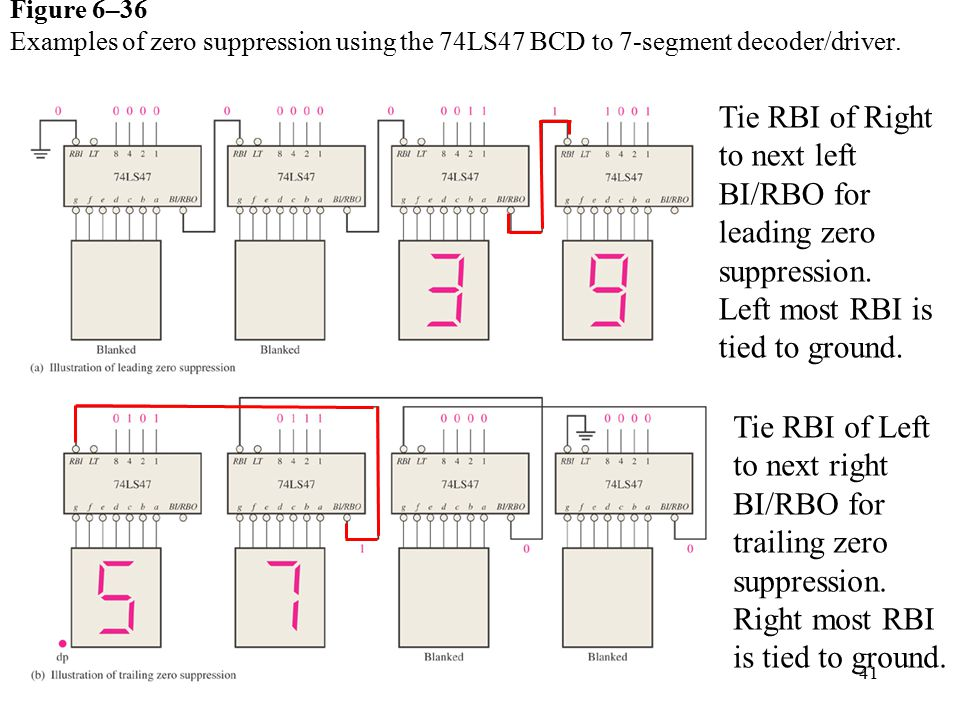 Figure 6–36
Examples of zero suppression using the 74LS47 BCD to 7-segment decoder/driver.
0 0 0 0 0 0 0 0 0 0 0 0 0 1 1 1 1 0 0 1
RBI LT 8 4 2 1 RBI LT 8 4 2 1 RBI LT 8 4 2 1 RBI LT 8 4 2 1
74LS47 74LS47 74LS47 74LS47
g f e d c b a BI/RBO g f e d c b a BI/RBO g f e d c b a BI/RBO g f e d c b a BI/RBO
3 9
Blanked Blanked
(a) Illustration of leading zero suppression
Tie RBI of Right
to next left
BI/RBO for
leading zero
suppression.
Left most RBI is
tied to ground.
0 1 0 1 0 1 1 1 0 0 0 0 0 0 0 0
RBI LT 8 4 2 1 RBI LT 8 4 2 1 RBI LT 8 4 2 1 RBI LT 8 4 2 1
74LS47 74LS47 74LS47 74LS47
g f e d c b a BI/RBO g f e d c b a BI/RBO g f e d c b a BI/RBO g f e d c b a BI/RBO
1 0 0
5 7
dp Blanked Blanked
(b) Illustration of trailing zero suppression
Tie RBI of Left
to next right
BI/RBO for
trailing zero
suppression.
Right most RBI
is tied to ground.
41